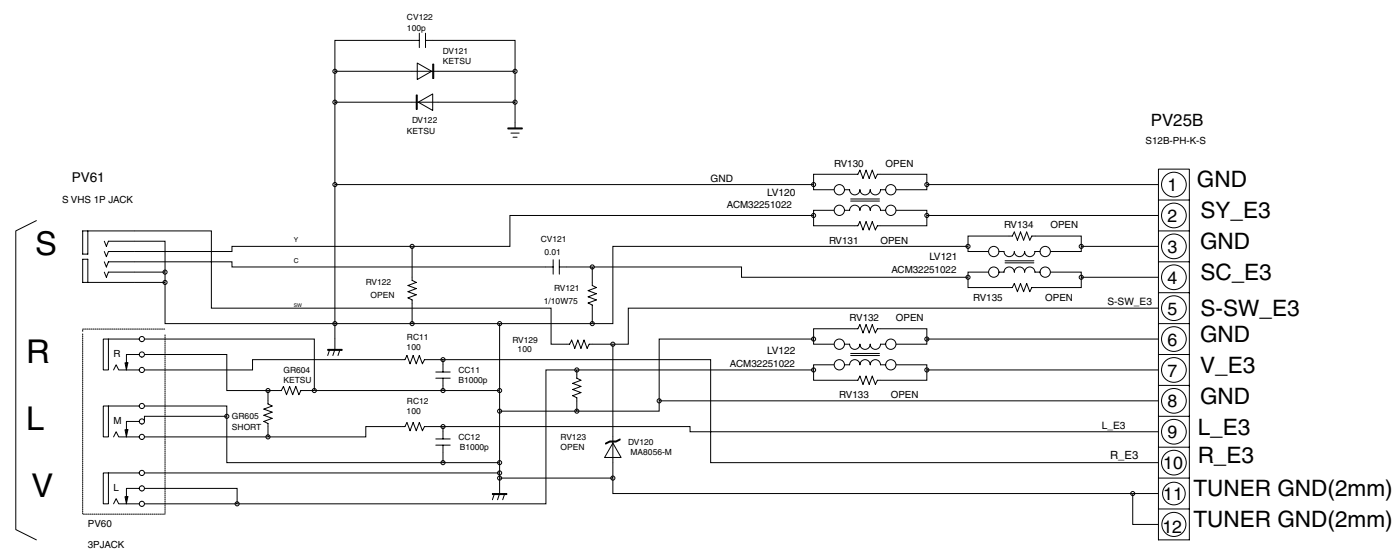 CV122
100p
DV121
KETSU
DV122
KETSU
PV25B
S12B-PH-K-S
PV61
S VHS 1P JACK
GND
RV130 OPEN
LV120
ACM32251022
1 GND
2 SY_E3
S
Y
C
SW
CV121
0.01
RV122
OPEN
RV121
1/10W75
RV131 OPEN
RV134 OPEN
LV121
ACM32251022
RV135 OPEN
3 GND
4 SC_E3
S-SW_E3
5 S-SW_E3
R
R
RC11
100
RV129
100
GR604
KETSU
CC11
B1000p
RV132 OPEN
LV122
ACM32251022
RV133 OPEN
6 GND
7 V_E3
8 GND
L
M
GR605
SHORT
RC12
100
CC12
B1000p
RV123
OPEN
DV120
MA8056-M
L_E3
9 L_E3
R_E3
10 R_E3
V
L
11 TUNER GND(2mm)
12 TUNER GND(2mm)
PV60
3PJACK